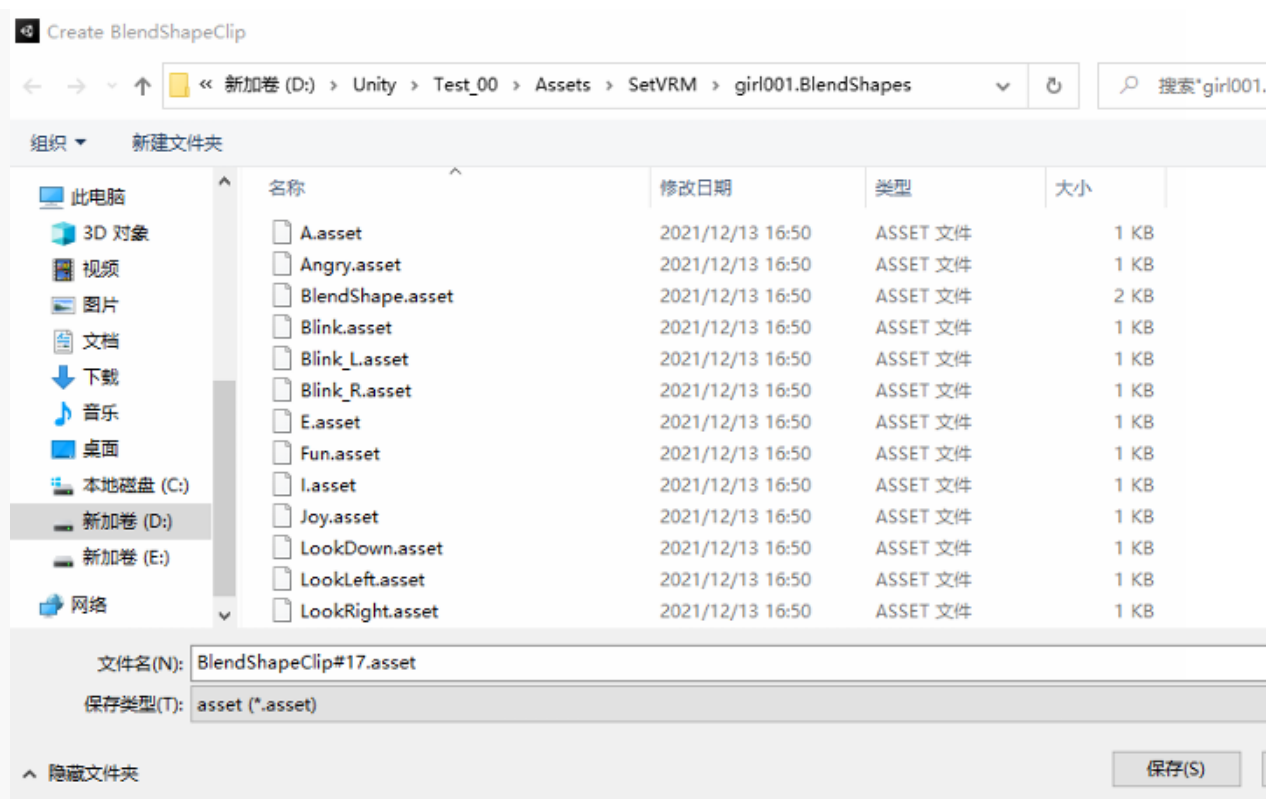 Create BlendShapeClip
« 新加卷 (D:) › Unity › Test_00 › Assets › SetVRM › girl001.BlendShapes
搜索"girl001.
组织 新建文件夹
名称 修改日期 类型 大小
此电脑
3D 对象
视频
图片
文档
下载
音乐
桌面
本地磁盘 (C:)
新加卷 (D:)
新加卷 (E:)
网络
A.asset 2021/12/13 16:50 ASSET 文件 1 KB
Angry.asset 2021/12/13 16:50 ASSET 文件 1 KB
BlendShape.asset 2021/12/13 16:50 ASSET 文件 2 KB
Blink.asset 2021/12/13 16:50 ASSET 文件 1 KB
Blink_L.asset 2021/12/13 16:50 ASSET 文件 1 KB
Blink_R.asset 2021/12/13 16:50 ASSET 文件 1 KB
E.asset 2021/12/13 16:50 ASSET 文件 1 KB
Fun.asset 2021/12/13 16:50 ASSET 文件 1 KB
I.asset 2021/12/13 16:50 ASSET 文件 1 KB
Joy.asset 2021/12/13 16:50 ASSET 文件 1 KB
LookDown.asset 2021/12/13 16:50 ASSET 文件 1 KB
LookLeft.asset 2021/12/13 16:50 ASSET 文件 1 KB
LookRight.asset 2021/12/13 16:50 ASSET 文件 1 KB
文件名(N): BlendShapeClip#17.asset
保存类型(T): asset (*.asset)
隐藏文件夹
保存(S)